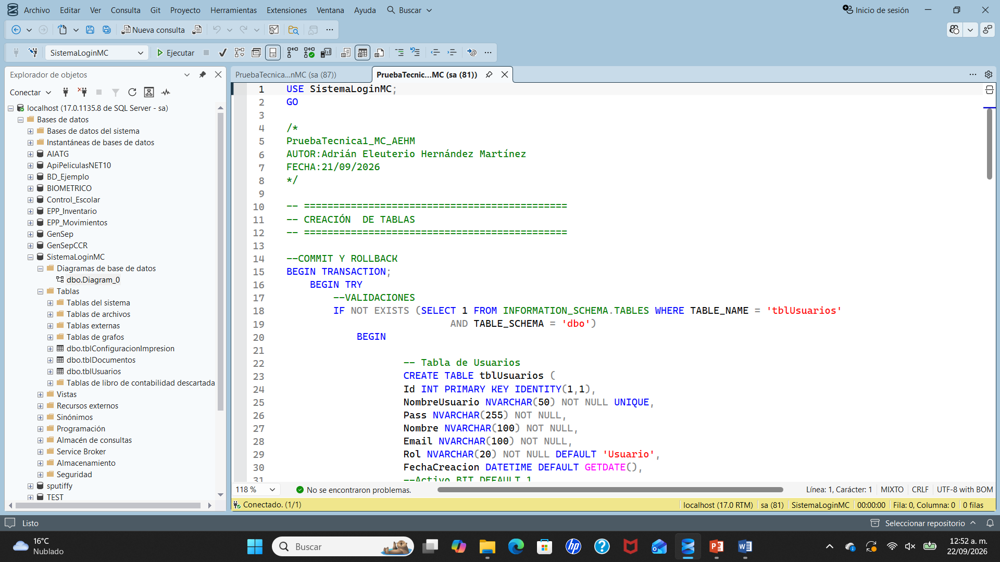 Archivo Editar Ver Consulta Git Proyecto Herramientas Extensiones Ventana Ayuda Buscar Inicio de sesión
Nueva consulta
SistemaLoginMC Ejecutar
Explorador de objetos
Conectar
localhost (17.0.1135.8 de SQL Server - sa)
Bases de datos
Bases de datos del sistema
Instantáneas de bases de datos
AIATG
ApiPeliculasNET10
BD_Ejemplo
BIOMETRICO
Control_Escolar
EPP_Inventario
EPP_Movimientos
GenSep
GenSepCCR
SistemaLoginMC
Diagramas de base de datos
dbo.Diagram_0
Tablas
Tablas del sistema
Tablas de archivos
Tablas externas
Tablas de grafos
dbo.tblConfiguracionImpresion
dbo.tblDocumentos
dbo.tblUsuarios
Tablas de libro de contabilidad descartada
Vistas
Recursos externos
Sinónimos
Programación
Almacén de consultas
Service Broker
Almacenamiento
Seguridad
sputiffy
TEST
PruebaTecnica...nMC (sa (87)) PruebaTecnic...MC (sa (81))
1 USE SistemaLoginMC;
2 GO
3
4 /*
5 PruebaTecnica1_MC_AEHM
6 AUTOR:Adrián Eleuterio Hernández Martínez
7 FECHA:21/09/2026
8 */
9
10 -- =============================================
11 -- CREACIÓN  DE TABLAS
12 -- =============================================
13
14 --COMMIT Y ROLLBACK
15 BEGIN TRANSACTION;
16 BEGIN TRY
17 --VALIDACIONES
18 IF NOT EXISTS (SELECT 1 FROM INFORMATION_SCHEMA.TABLES WHERE TABLE_NAME = 'tblUsuarios'
19 AND TABLE_SCHEMA = 'dbo')
20 BEGIN
21
22 -- Tabla de Usuarios
23 CREATE TABLE tblUsuarios (
24 Id INT PRIMARY KEY IDENTITY(1,1),
25 NombreUsuario NVARCHAR(50) NOT NULL UNIQUE,
26 Pass NVARCHAR(255) NOT NULL,
27 Nombre NVARCHAR(100) NOT NULL,
28 Email NVARCHAR(100) NOT NULL,
29 Rol NVARCHAR(20) NOT NULL DEFAULT 'Usuario',
30 FechaCreacion DATETIME DEFAULT GETDATE(),
31 --Activo BIT DEFAULT 1
118 % No se encontraron problemas. Línea: 1, Carácter: 1 MIXTO CRLF UTF-8 with BOM
Conectado. (1/1) localhost (17.0 RTM) sa (81) SistemaLoginMC 00:00:00 Fila: 0, Columna: 0 0 filas
Listo Seleccionar repositorio
16°C
Nublado
Buscar
12:52 a. m.
22/09/2026